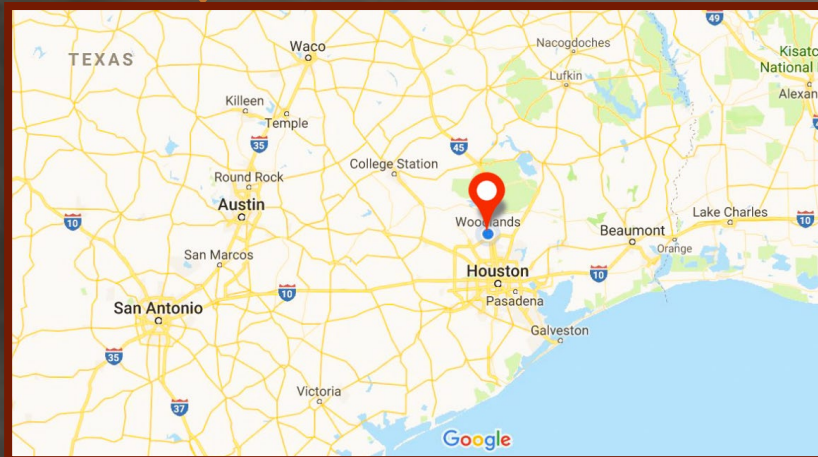 49
Nacogdoches
Waco
Kisatc
National
TEXAS
Lufkin
Alexan
Killeen
Temple
35
45
College Station
Round Rock
Austin
Woodlands
Lake Charles
10
10
Beaumont
Orange
San Marcos
Houston
10
10
Pasadena
San Antonio
Galveston
35
Victoria
37
Google